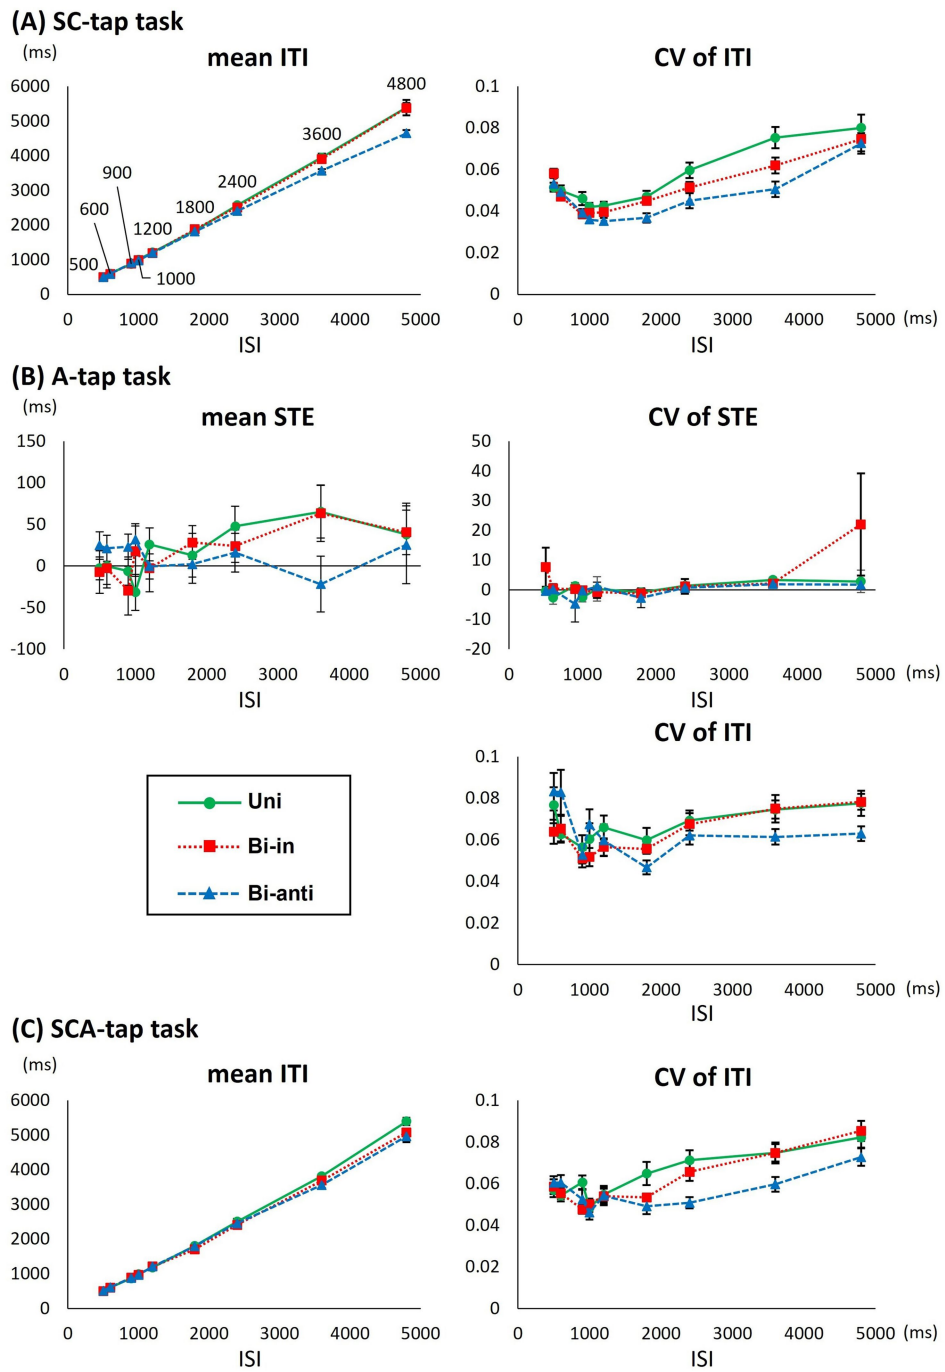 (A) SC-tap task
(ms)
mean ITI
CV of ITI
6000
5000
4000
3000
2000
1000
0
500
600
900
1000
1200
1800
2400
3600
4800
0 1000 2000 3000 4000 5000
ISI
0.1
0.08
0.06
0.04
0.02
0
0 1000 2000 3000 4000 5000 (ms)
ISI
(B) A-tap task
(ms)
mean STE
CV of STE
150
100
50
0
-50
-100
0 1000 2000 3000 4000 5000
ISI
50
40
30
20
10
0
-10
-20
0 1000 2000 3000 4000 5000 (ms)
ISI
CV of ITI
0.1
0.08
0.06
0.04
0.02
0
0 1000 2000 3000 4000 5000 (ms)
ISI
Uni
Bi-in
Bi-anti
(C) SCA-tap task
(ms)
mean ITI
CV of ITI
6000
5000
4000
3000
2000
1000
0
0 1000 2000 3000 4000 5000
ISI
0.1
0.08
0.06
0.04
0.02
0
0 1000 2000 3000 4000 5000 (ms)
ISI